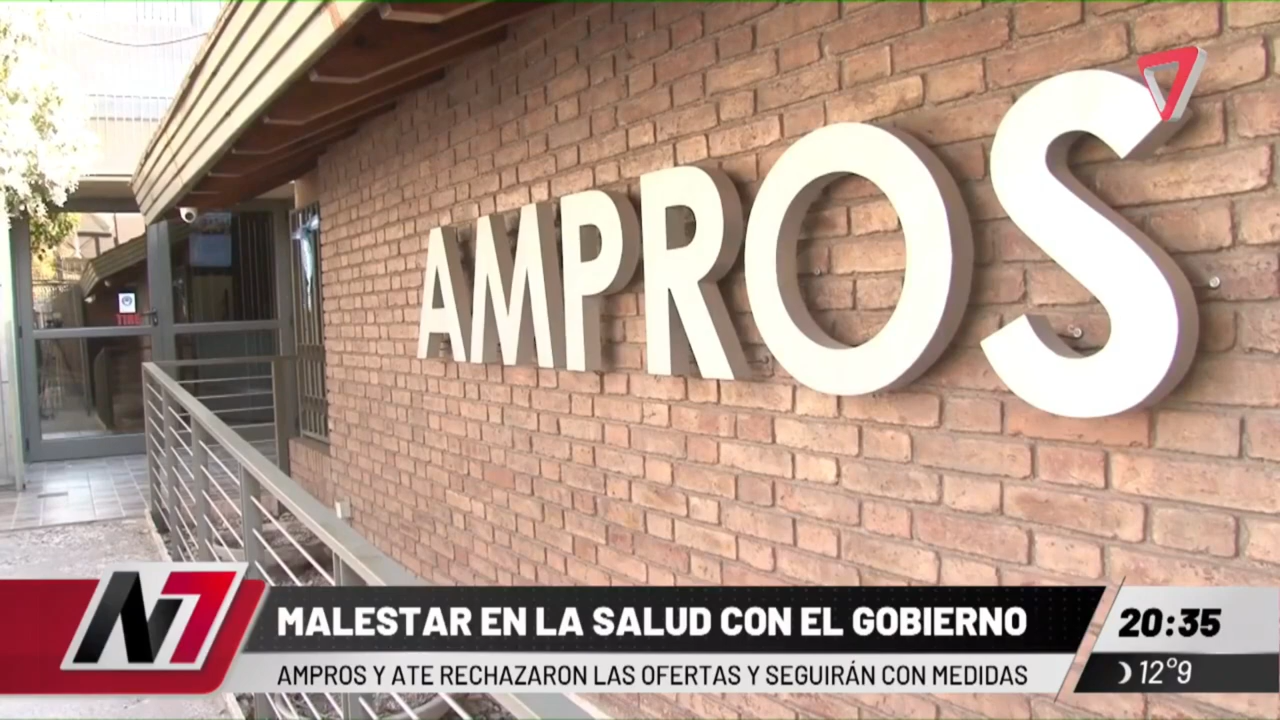 AMPROS
N7
MALESTAR EN LA SALUD CON EL GOBIERNO
AMPROS Y ATE RECHAZARON LAS OFERTAS Y SEGUIRÁN CON MEDIDAS
20:35
12°9